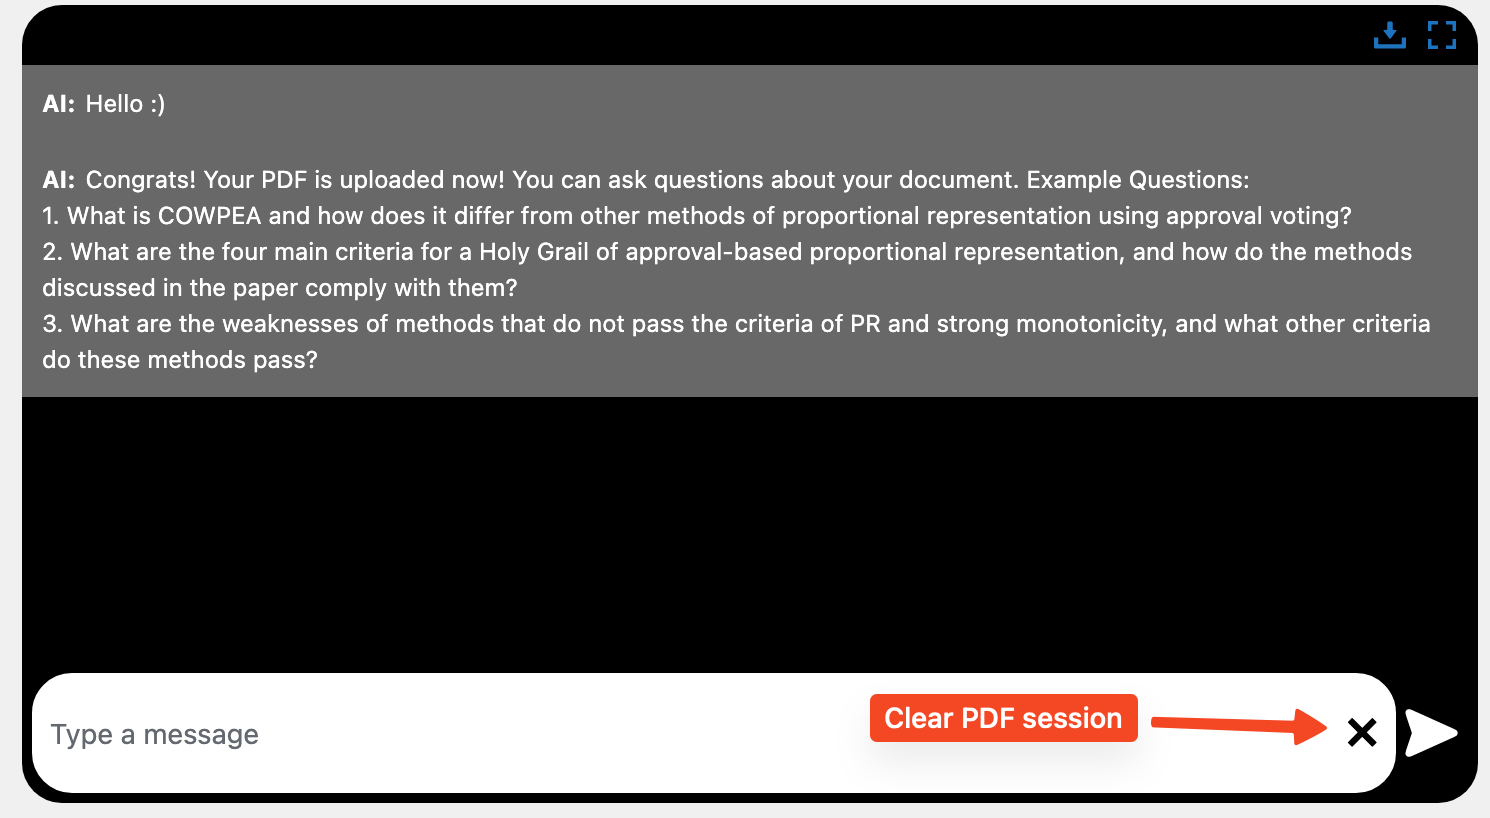 AI: Hello :)
AI: Congrats! Your PDF is uploaded now! You can ask questions about your document. Example Questions:
1. What is COWPEA and how does it differ from other methods of proportional representation using approval voting?
2. What are the four main criteria for a Holy Grail of approval-based proportional representation, and how do the methods
discussed in the paper comply with them?
3. What are the weaknesses of methods that do not pass the criteria of PR and strong monotonicity, and what other criteria
do these methods pass?
Clear PDF session
Type a message